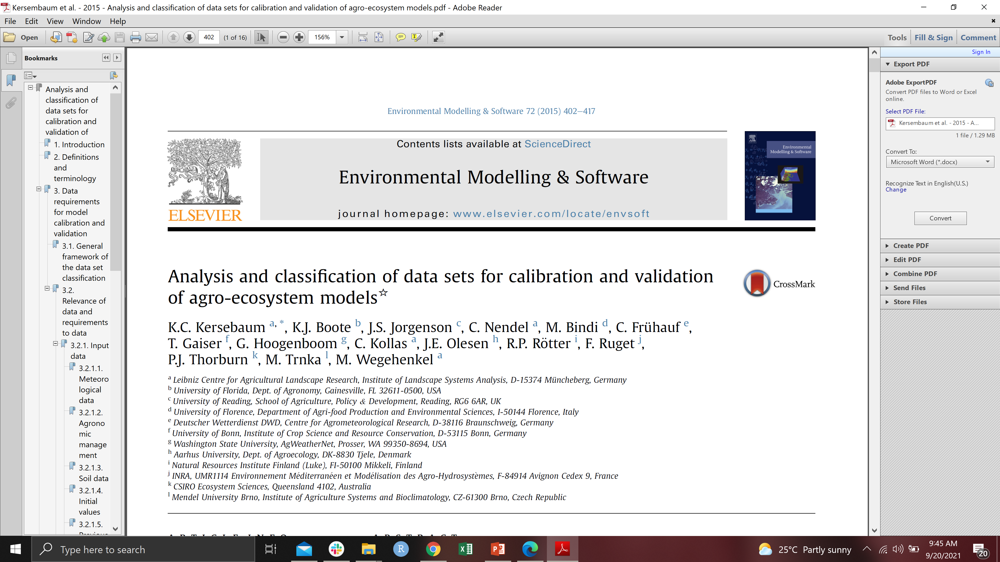 Kersembaum et al. - 2015 - Analysis and classification of data sets for calibration and validation of agro-ecosystem models.pdf - Adobe Reader
File Edit View Window Help
Open 402 (1 of 16) 156% Tools Fill & Sign Comment
Bookmarks
Analysis and
classification of
data sets for
calibration and
validation of
1. Introduction
2. Definitions
and
terminology
3. Data
requirements
for model
calibration and
validation
3.1. General
framework of
the data set
classification
3.2.
Relevance of
data and
requirements
to data
3.2.1. Input
data
3.2.1.1.
Meteoro
logical
data
3.2.1.2.
Agrono
mic
manage
ment
3.2.1.3.
Soil data
3.2.1.4.
Initial
values
3.2.1.5.
Environmental Modelling & Software 72 (2015) 402–417
NON SOLUS
ELSEVIER
Contents lists available at ScienceDirect
Environmental Modelling & Software
journal homepage: www.elsevier.com/locate/envsoft
Environmental
Modelling & Software
Analysis and classification of data sets for calibration and validation
of agro-ecosystem models☆
CrossMark
K.C. Kersebaum a, *, K.J. Boote b, J.S. Jorgenson c, C. Nendel a, M. Bindi d, C. Frühauf e,
T. Gaiser f, G. Hoogenboom g, C. Kollas a, J.E. Olesen h, R.P. Rötter i, F. Ruget j,
P.J. Thorburn k, M. Trnka l, M. Wegehenkel a
a Leibniz Centre for Agricultural Landscape Research, Institute of Landscape Systems Analysis, D-15374 Müncheberg, Germany
b University of Florida, Dept. of Agronomy, Gainesville, FL 32611-0500, USA
c University of Reading, School of Agriculture, Policy & Development, Reading, RG6 6AR, UK
d University of Florence, Department of Agri-food Production and Environmental Sciences, I-50144 Florence, Italy
e Deutscher Wetterdienst DWD, Centre for Agrometeorological Research, D-38116 Braunschweig, Germany
f University of Bonn, Institute of Crop Science and Resource Conservation, D-53115 Bonn, Germany
g Washington State University, AgWeatherNet, Prosser, WA 99350-8694, USA
h Aarhus University, Dept. of Agroecology, DK-8830 Tjele, Denmark
i Natural Resources Institute Finland (Luke), FI-50100 Mikkeli, Finland
j INRA, UMR1114 Environnement Méditerranéen et Modélisation des Agro-Hydrosystèmes, F-84914 Avignon Cedex 9, France
k CSIRO Ecosystem Sciences, Queensland 4102, Australia
l Mendel University Brno, Institute of Agriculture Systems and Bioclimatology, CZ-61300 Brno, Czech Republic
Sign In
Export PDF
Adobe ExportPDF
Convert PDF files to Word or Excel
online.
Select PDF File:
Kersembaum et al. - 2015 - A...
1 file / 1.29 MB
Convert To:
Microsoft Word (*.docx)
Recognize Text in English(U.S.)
Change
Convert
Create PDF
Edit PDF
Combine PDF
Send Files
Store Files
Type here to search
25°C Partly sunny
9:45 AM
9/20/2021
20